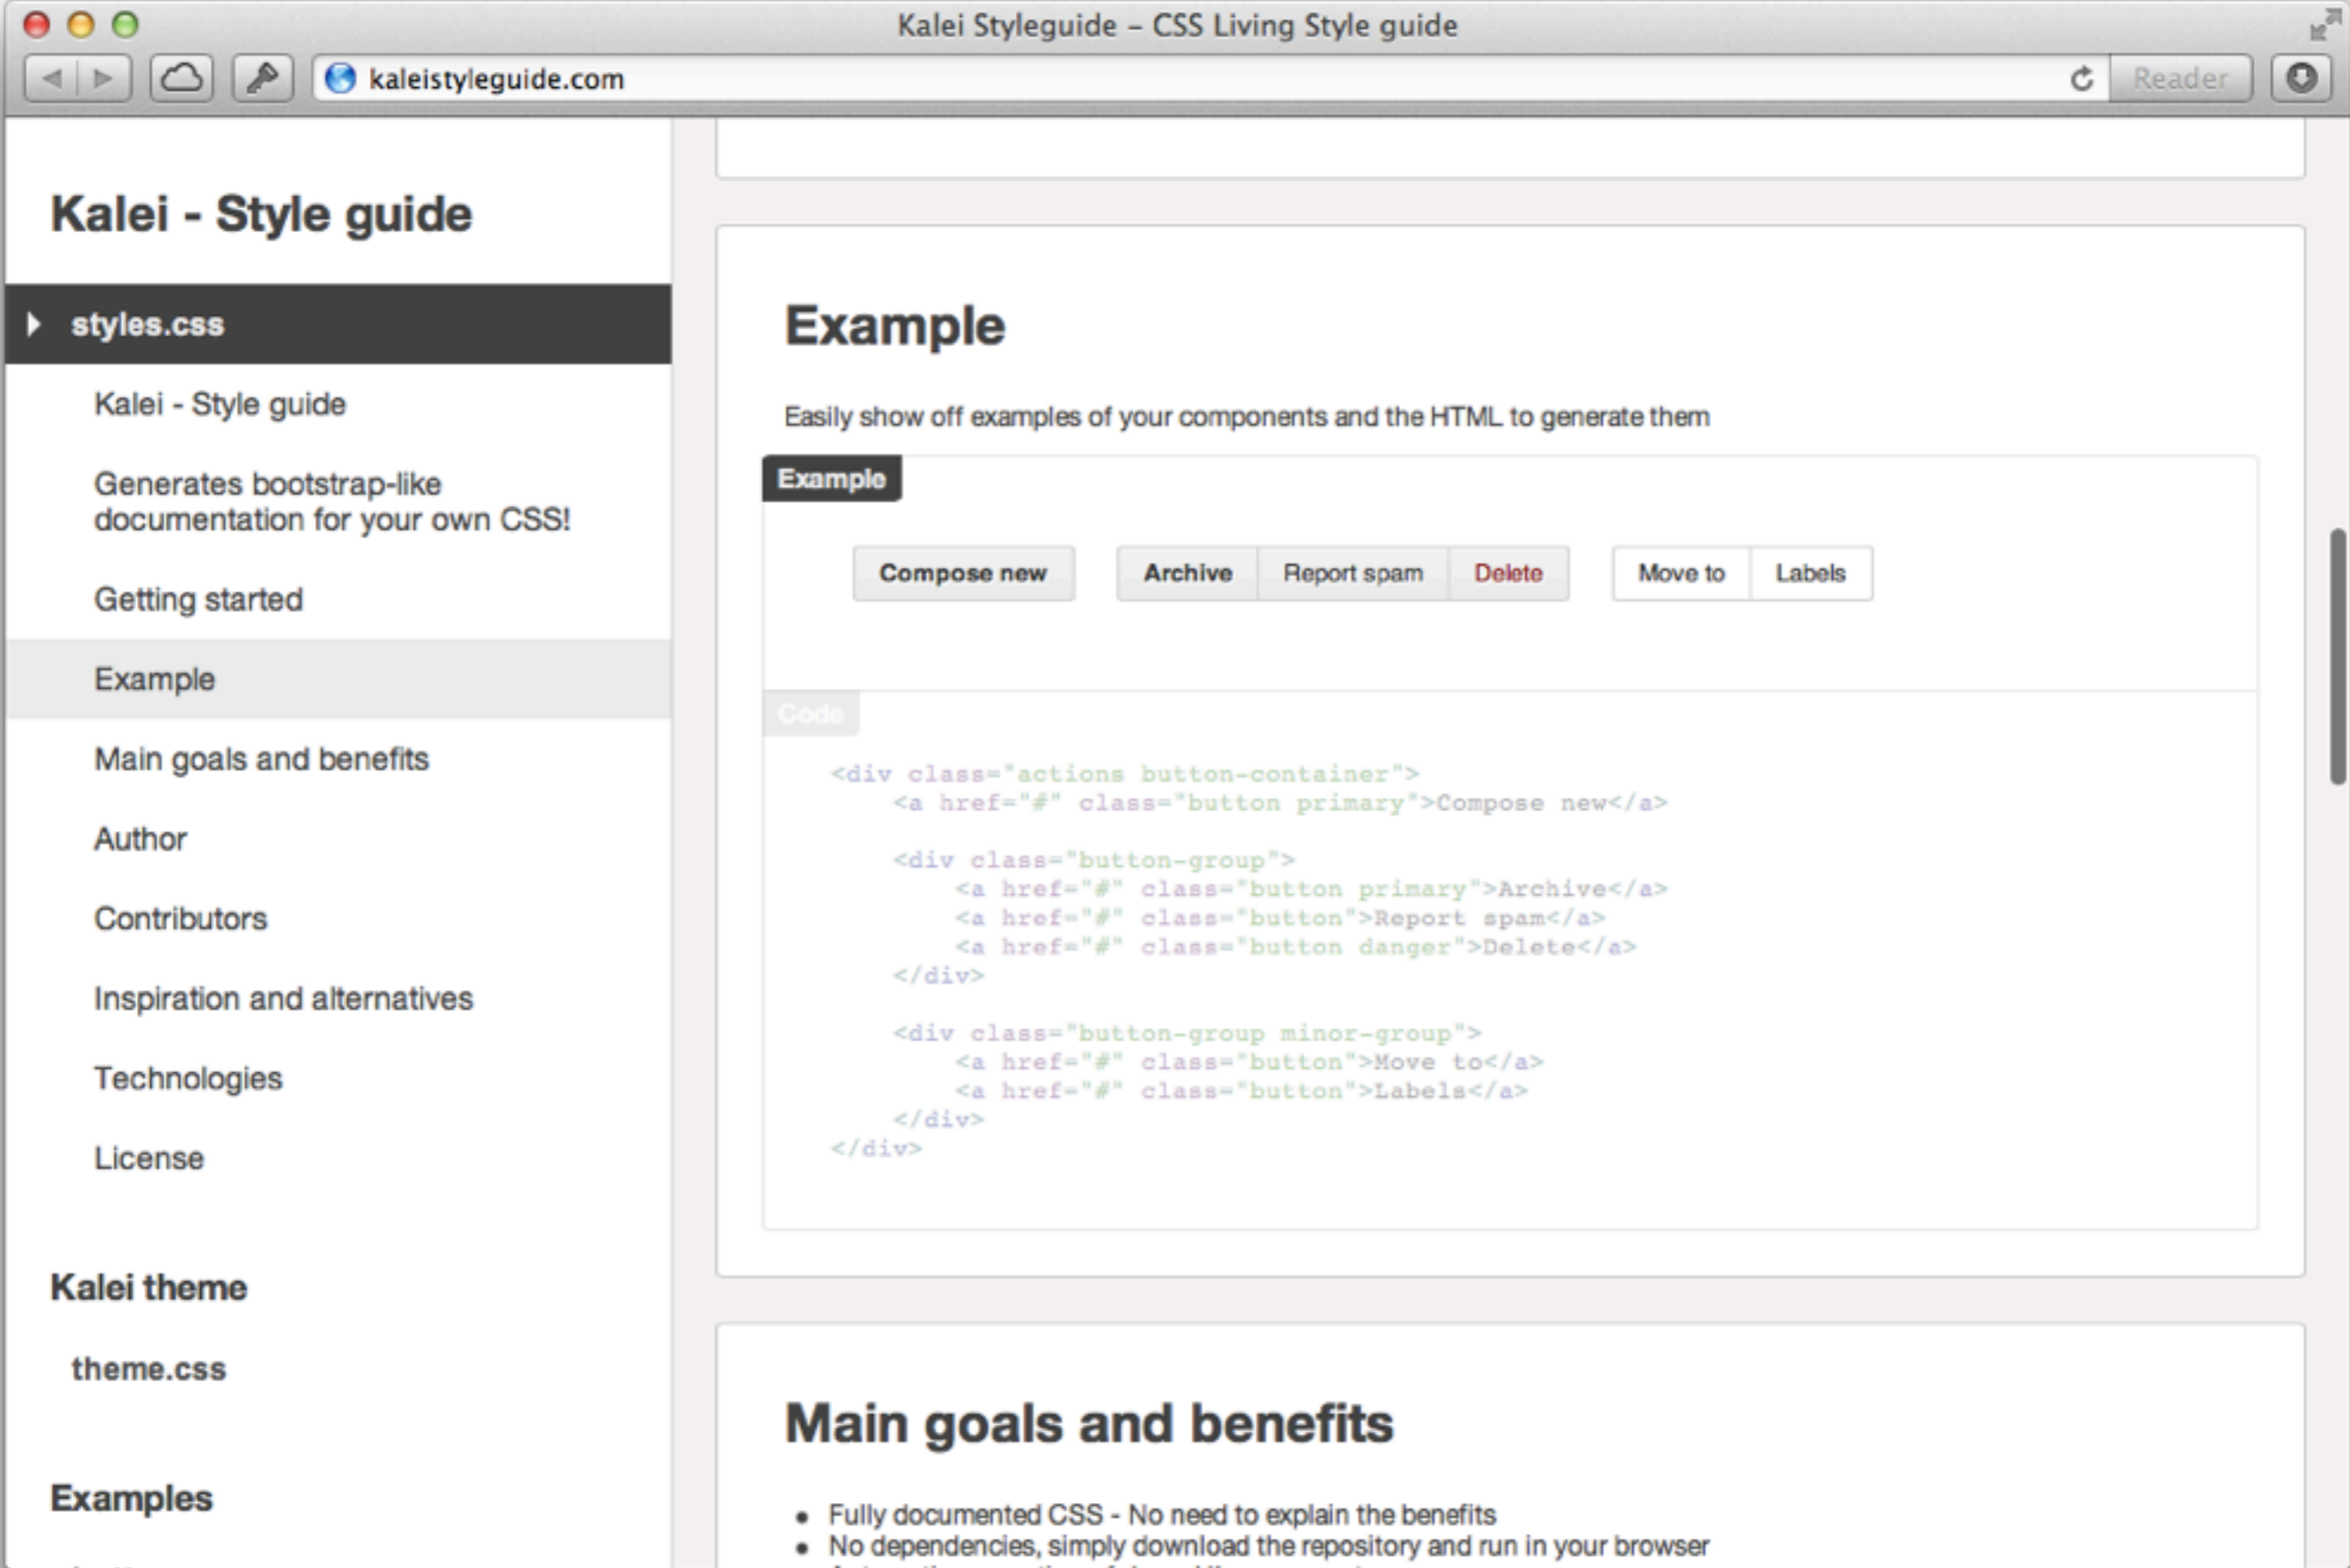 Kalei Styleguide – CSS Living Style guide
kaleistyleguide.com
Reader
Kalei - Style guide
styles.css
Kalei - Style guide
Generates bootstrap-like
documentation for your own CSS!
Getting started
Example
Main goals and benefits
Author
Contributors
Inspiration and alternatives
Technologies
License
Kalei theme
theme.css
Examples
Example
Easily show off examples of your components and the HTML to generate them
Example
Compose new Archive Report spam Delete Move to Labels
Code
<div class="actions button-container">
    <a href="#" class="button primary">Compose new</a>
    <div class="button-group">
        <a href="#" class="button primary">Archive</a>
        <a href="#" class="button">Report spam</a>
        <a href="#" class="button danger">Delete</a>
    </div>
    <div class="button-group minor-group">
        <a href="#" class="button">Move to</a>
        <a href="#" class="button">Labels</a>
    </div>
</div>
Main goals and benefits
• Fully documented CSS - No need to explain the benefits
• No dependencies, simply download the repository and run in your browser